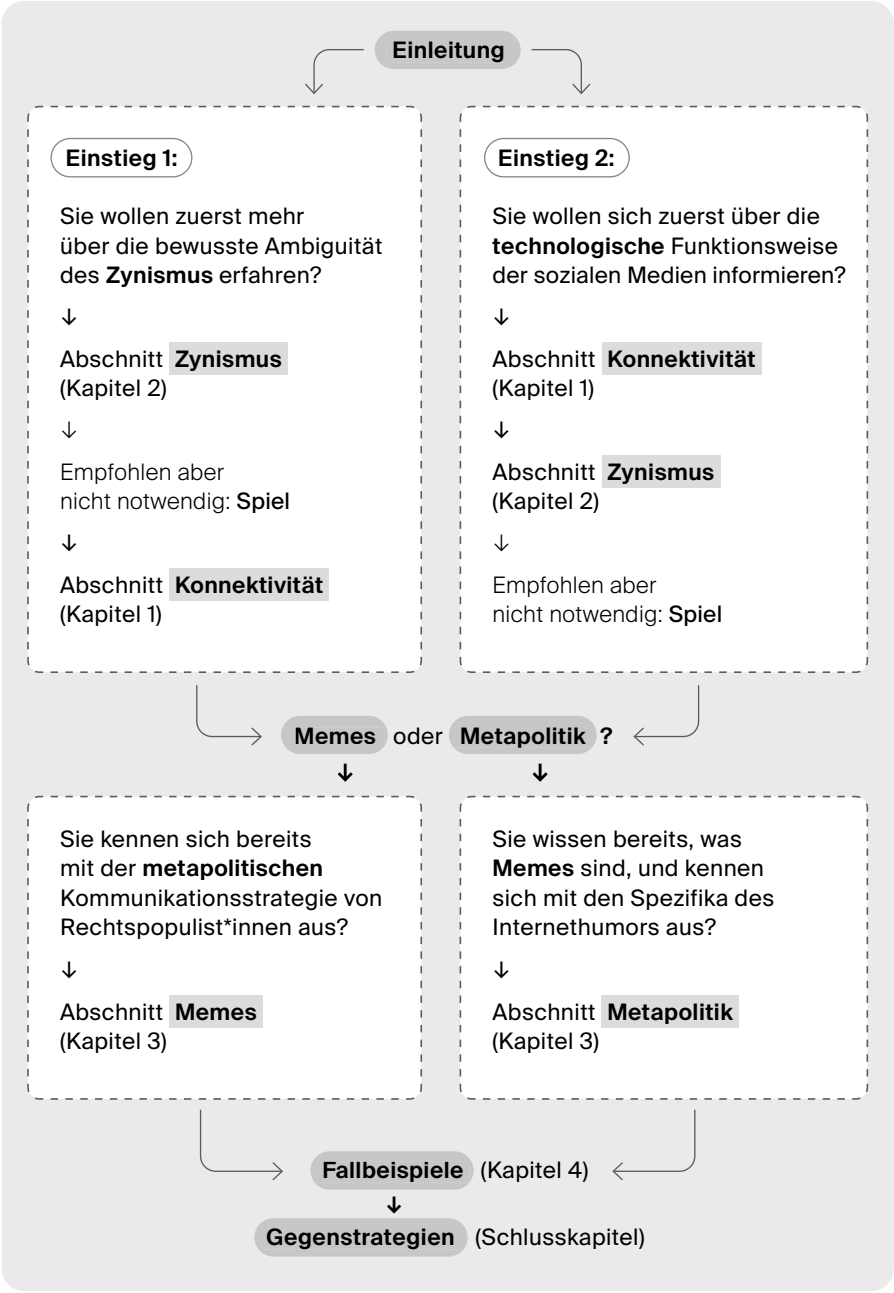 Einleitung
Einstieg 1:
Sie wollen zuerst mehr
über die bewusste Ambiguität
des Zynismus erfahren?
↓
Abschnitt Zynismus
(Kapitel 2)
↓
Empfohlen aber
nicht notwendig: Spiel
↓
Abschnitt Konnektivität
(Kapitel 1)
Einstieg 2:
Sie wollen sich zuerst über die
technologische Funktionsweise
der sozialen Medien informieren?
↓
Abschnitt Konnektivität
(Kapitel 1)
↓
Abschnitt Zynismus
(Kapitel 2)
↓
Empfohlen aber
nicht notwendig: Spiel
Memes oder Metapolitik ?
↓ ↓
Sie kennen sich bereits
mit der metapolitischen
Kommunikationsstrategie von
Rechtspopulist*innen aus?
↓
Abschnitt Memes
(Kapitel 3)
Sie wissen bereits, was
Memes sind, und kennen
sich mit den Spezifika des
Internethumors aus?
↓
Abschnitt Metapolitik
(Kapitel 3)
Fallbeispiele (Kapitel 4)
↓
Gegenstrategien (Schlusskapitel)